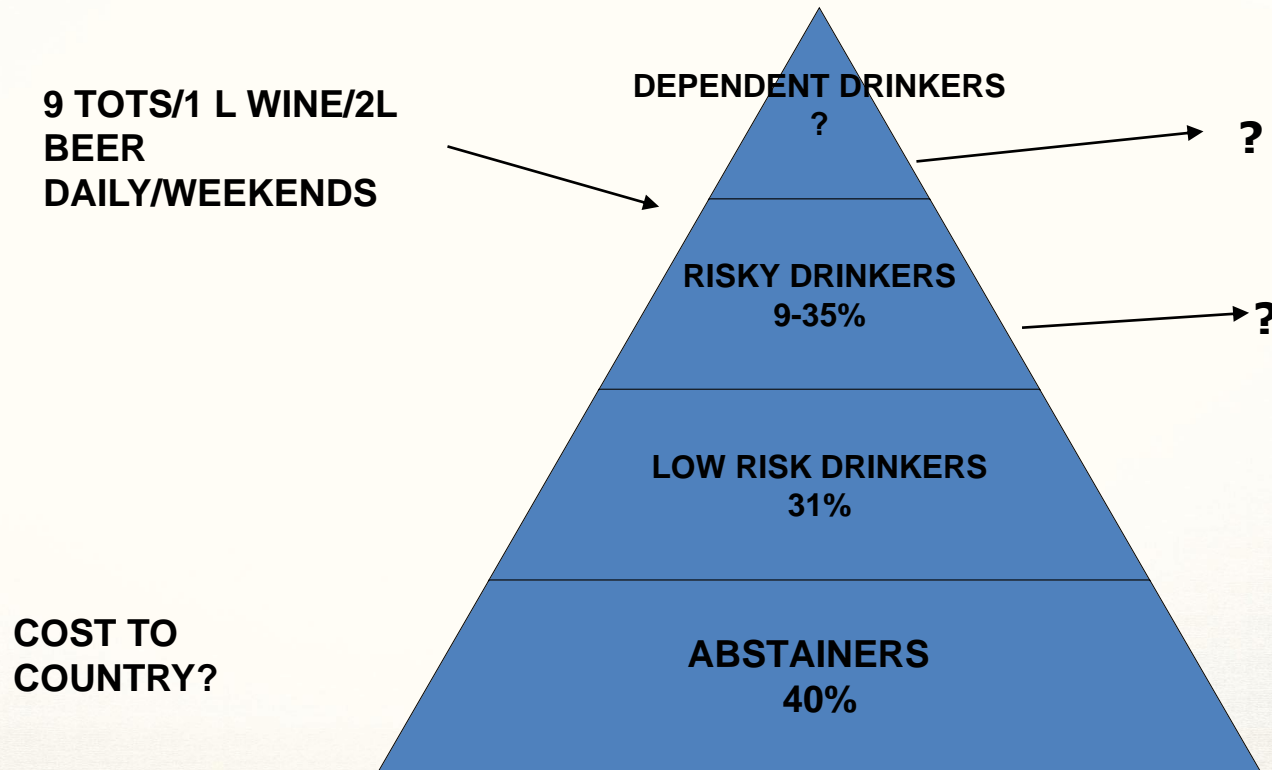 9 TOTS/1 L WINE/2L
BEER
DAILY/WEEKENDS
DEPENDENT DRINKERS
?
?
RISKY DRINKERS
9-35%
?
LOW RISK DRINKERS
31%
COST TO
COUNTRY?
ABSTAINERS
40%